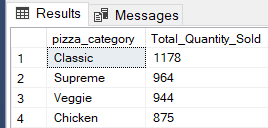 Results Messages
pizza_category Total_Quantity_Sold
1 Classic 1178
2 Supreme 964
3 Veggie 944
4 Chicken 875